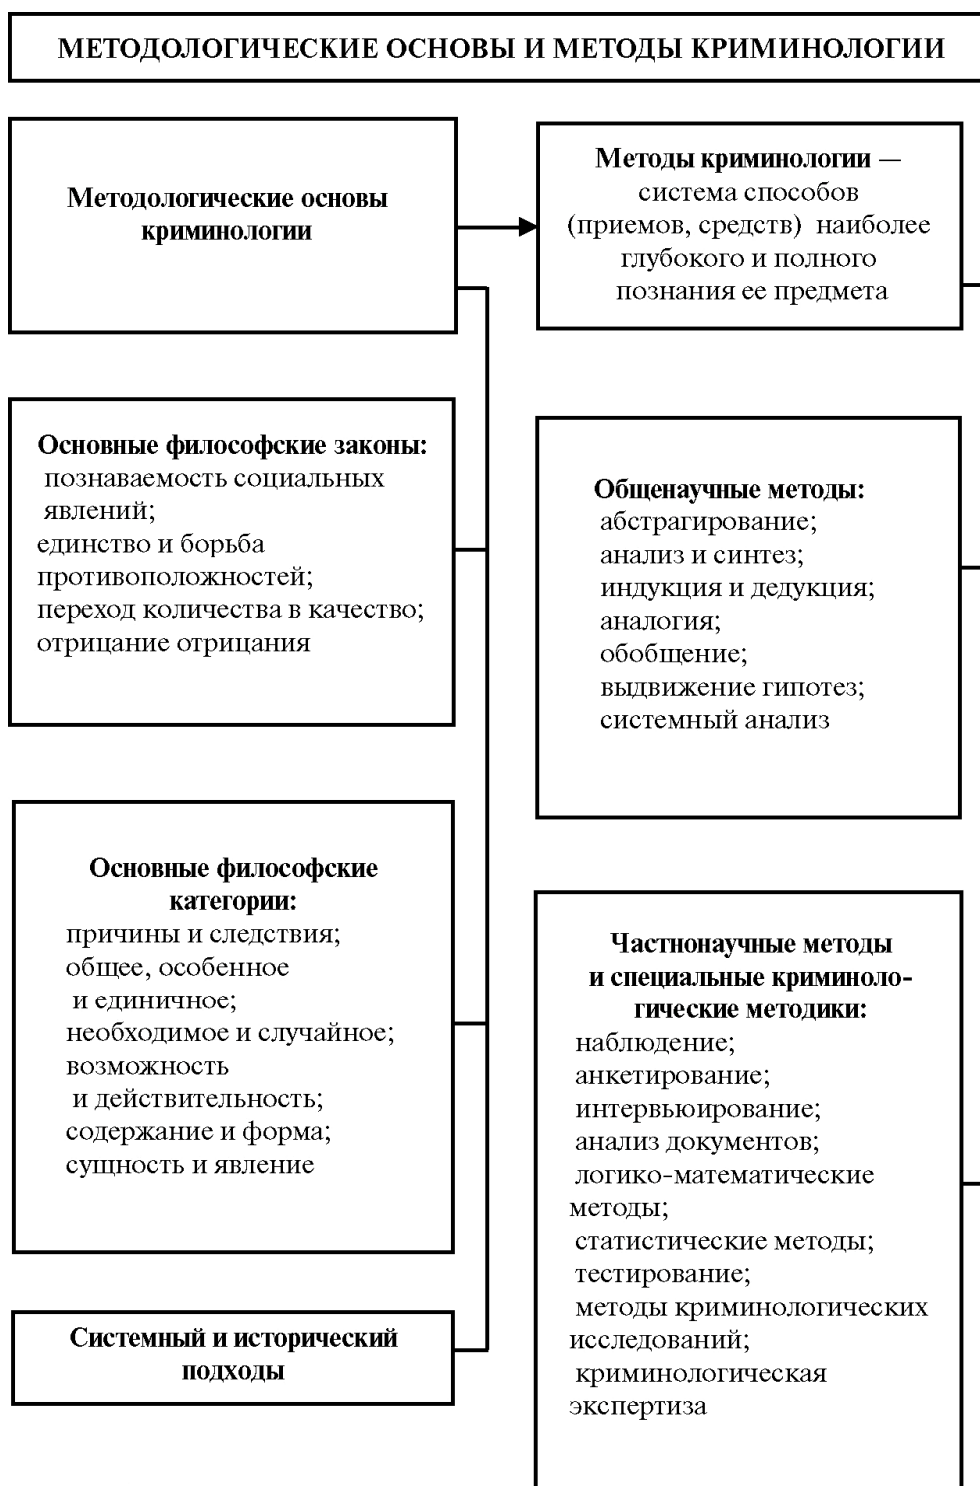 МЕТОДОЛОГИЧЕСКИЕ ОСНОВЫ И МЕТОДЫ КРИМИНОЛОГИИ
Методологические основы
криминологии
Методы криминологии —
система способов
(приемов, средств) наиболее
глубокого и полного
познания ее предмета
Основные философские законы:
познаваемость социальных
явлений;
единство и борьба
противоположностей;
переход количества в качество;
отрицание отрицания
Общенаучные методы:
абстрагирование;
анализ и синтез;
индукция и дедукция;
аналогия;
обобщение;
выдвижение гипотез;
системный анализ
Основные философские
категории:
причины и следствия;
общее, особенное
и единичное;
необходимое и случайное;
возможность
и действительность;
содержание и форма;
сущность и явление
Частнонаучные методы
и специальные криминоло-
гические методики:
наблюдение;
анкетирование;
интервьюирование;
анализ документов;
логико-математические
методы;
статистические методы;
тестирование;
методы криминологических
исследований;
криминологическая
экспертиза
Системный и исторический
подходы